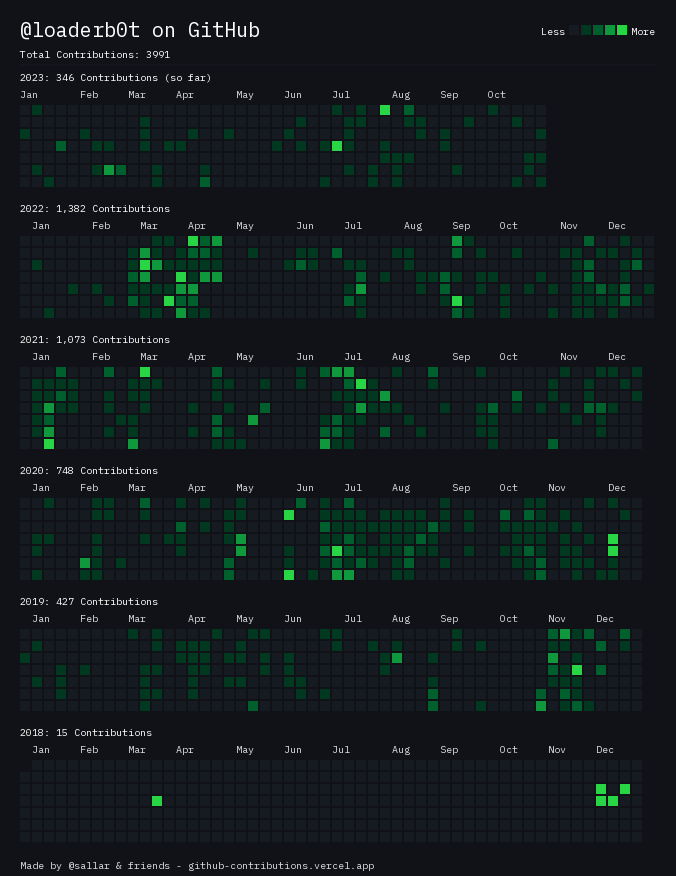 @loaderb0t on GitHub
Less More
Total Contributions: 3991
2023: 346 Contributions (so far)
Jan Feb Mar Apr May Jun Jul Aug Sep Oct
2022: 1,382 Contributions
Jan Feb Mar Apr Jun Jul Aug Sep Oct Nov Dec
2021: 1,073 Contributions
Jan Feb Mar Apr May Jun Jul Aug Sep Oct Nov Dec
2020: 748 Contributions
Jan Feb Mar Apr May Jun Jul Aug Sep Oct Nov Dec
2019: 427 Contributions
Jan Feb Mar Apr May Jun Jul Aug Sep Oct Nov Dec
2018: 15 Contributions
Jan Feb Mar Apr May Jun Jul Aug Sep Oct Nov Dec
Made by @sallar & friends - github-contributions.vercel.app